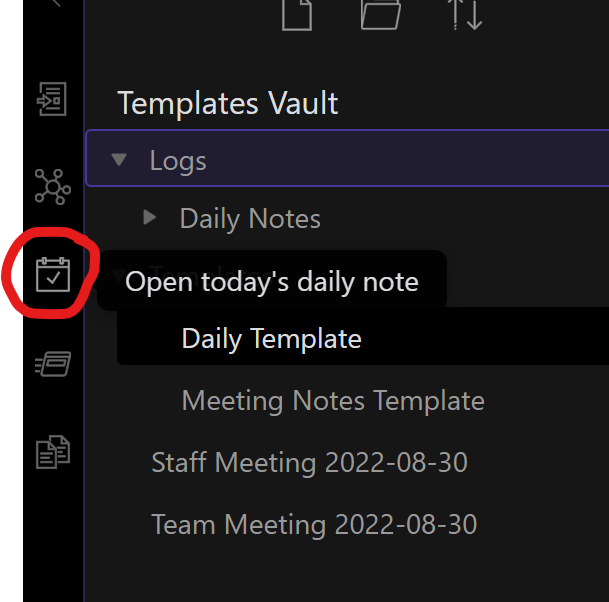 Templates Vault
Logs
Daily Notes
Open today's daily note
Daily Template
Meeting Notes Template
Staff Meeting 2022-08-30
Team Meeting 2022-08-30